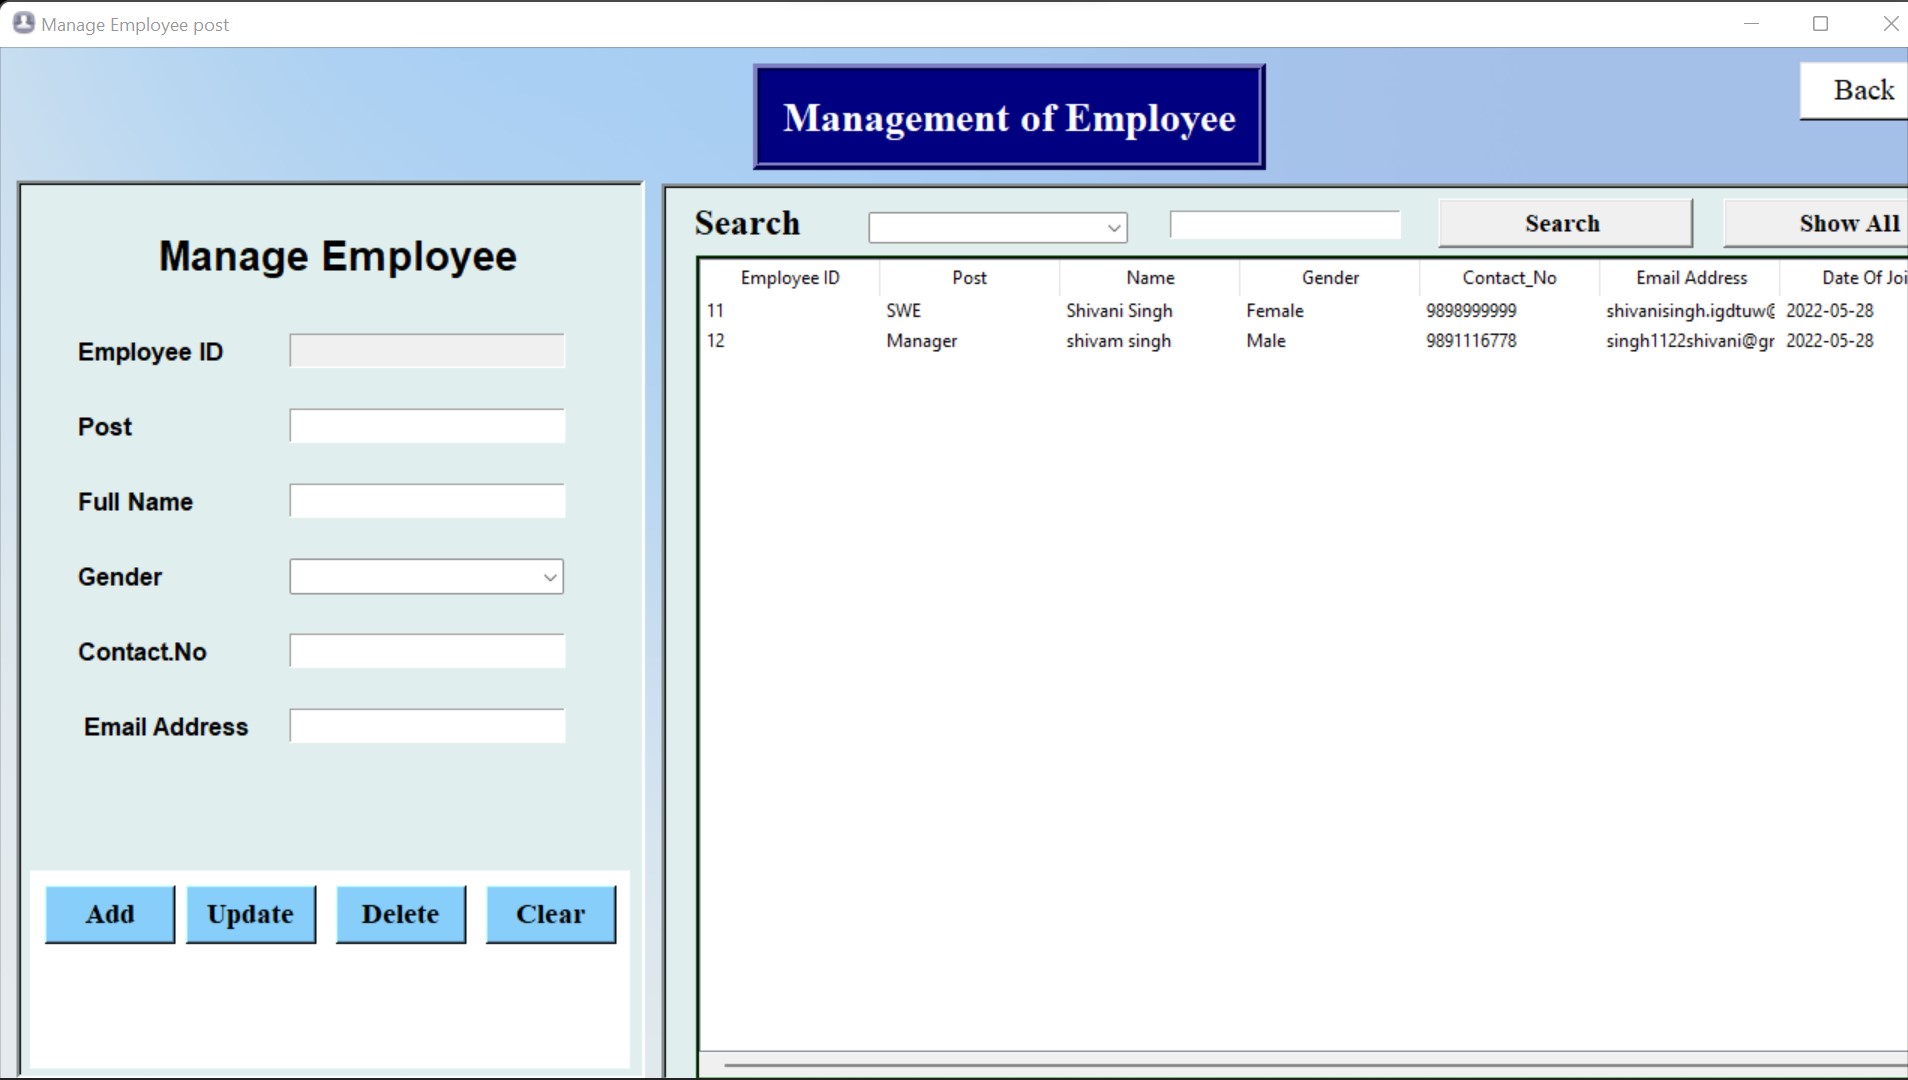 Manage Employee post
Management of Employee
Back
Manage Employee
Employee ID
Post
Full Name
Gender
Contact.No
Email Address
Add Update Delete Clear
Search Search Show All
Employee ID Post Name Gender Contact_No Email Address Date Of Joi
11 SWE Shivani Singh Female 9898999999 shivanisingh.igdtuw@ 2022-05-28
12 Manager shivam singh Male 9891116778 singh1122shivani@gr 2022-05-28